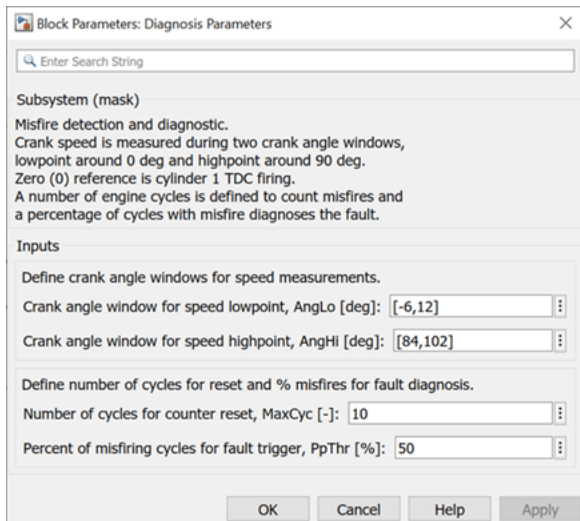 Block Parameters: Diagnosis Parameters
Enter Search String
Subsystem (mask)
Misfire detection and diagnostic.
Crank speed is measured during two crank angle windows,
lowpoint around 0 deg and highpoint around 90 deg.
Zero (0) reference is cylinder 1 TDC firing.
A number of engine cycles is defined to count misfires and
a percentage of cycles with misfire diagnoses the fault.
Inputs
Define crank angle windows for speed measurements.
Crank angle window for speed lowpoint, AngLo [deg]: [-6,12]
Crank angle window for speed highpoint, AngHi [deg]: [84,102]
Define number of cycles for reset and % misfires for fault diagnosis.
Number of cycles for counter reset, MaxCyc [-]: 10
Percent of misfiring cycles for fault trigger, PpThr [%]: 50
OK Cancel Help Apply